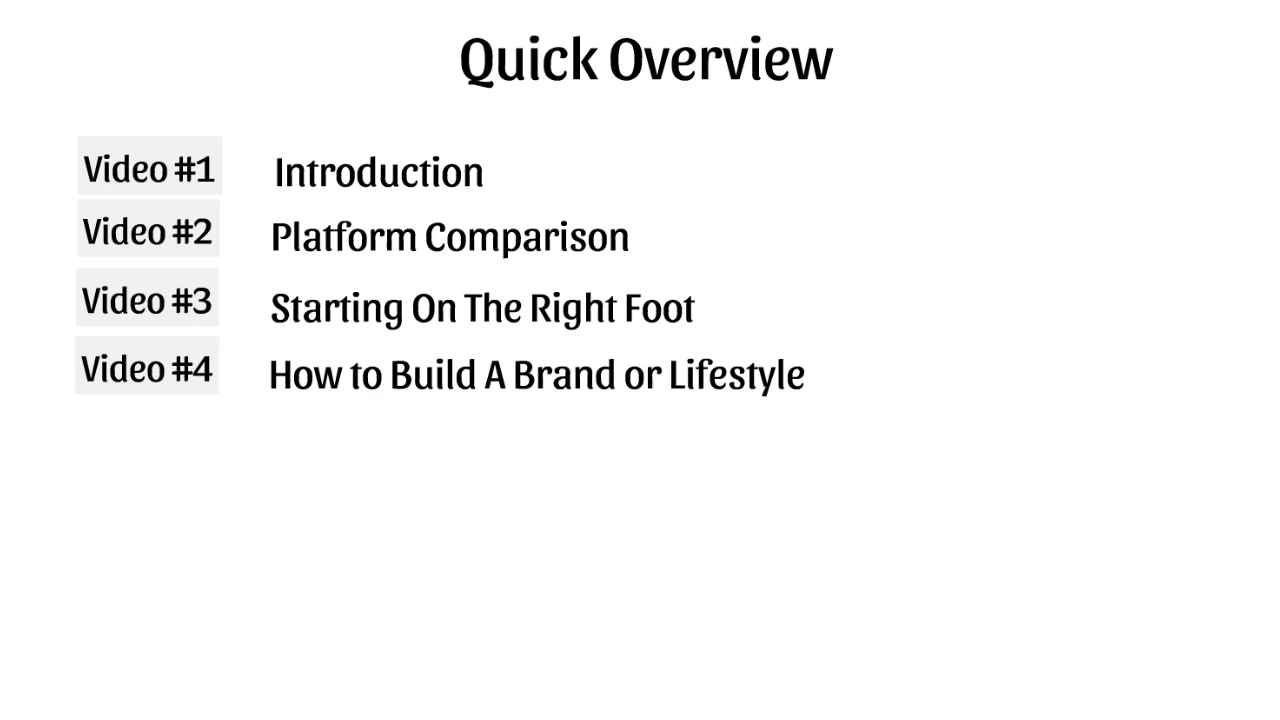 Quick Overview
Video #1 Introduction
Video #2 Platform Comparison
Video #3 Starting On The Right Foot
Video #4 How to Build A Brand or Lifestyle